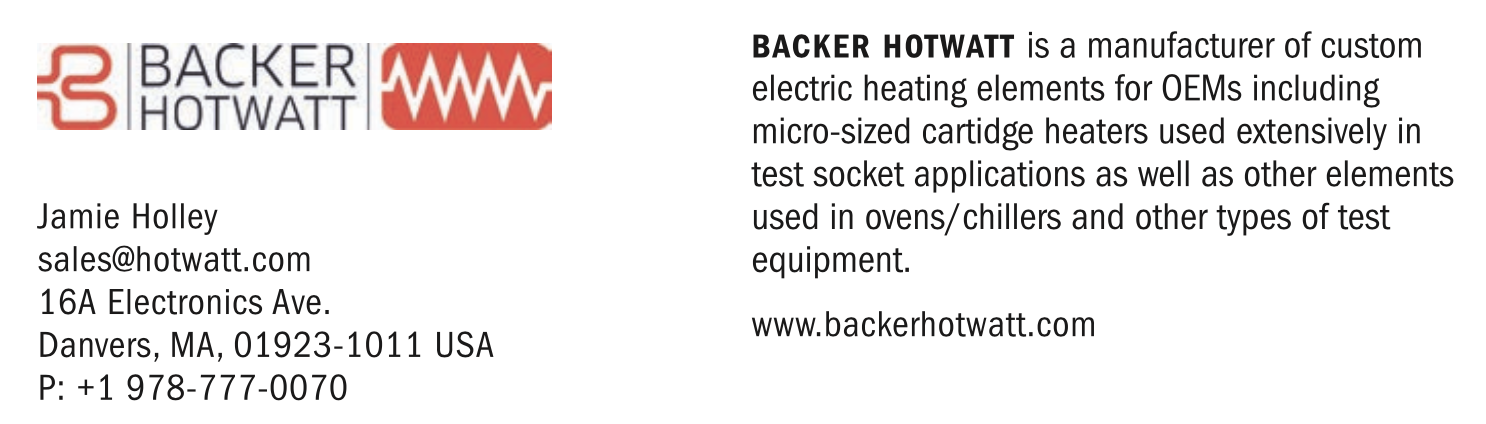 BACKER
HOTWATT
Jamie Holley
sales@hotwatt.com
16A Electronics Ave.
Danvers, MA, 01923-1011 USA
P: +1 978-777-0070
BACKER HOTWATT is a manufacturer of custom
electric heating elements for OEMs including
micro-sized cartidge heaters used extensively in
test socket applications as well as other elements
used in ovens/chillers and other types of test
equipment.
www.backerhotwatt.com